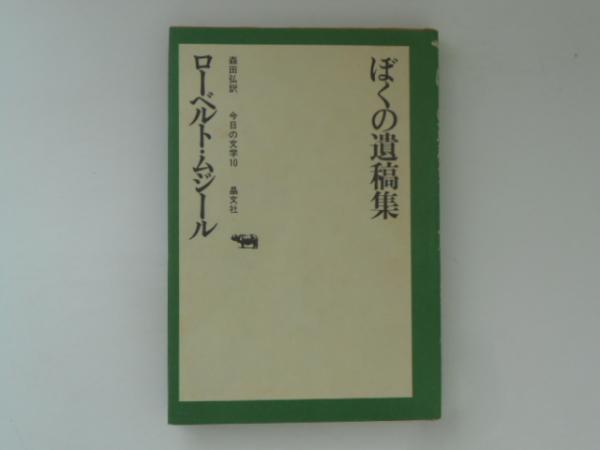 ぼくの遺稿集
ローベルト・ムジール
森田弘訳 今日の文学10 晶文社